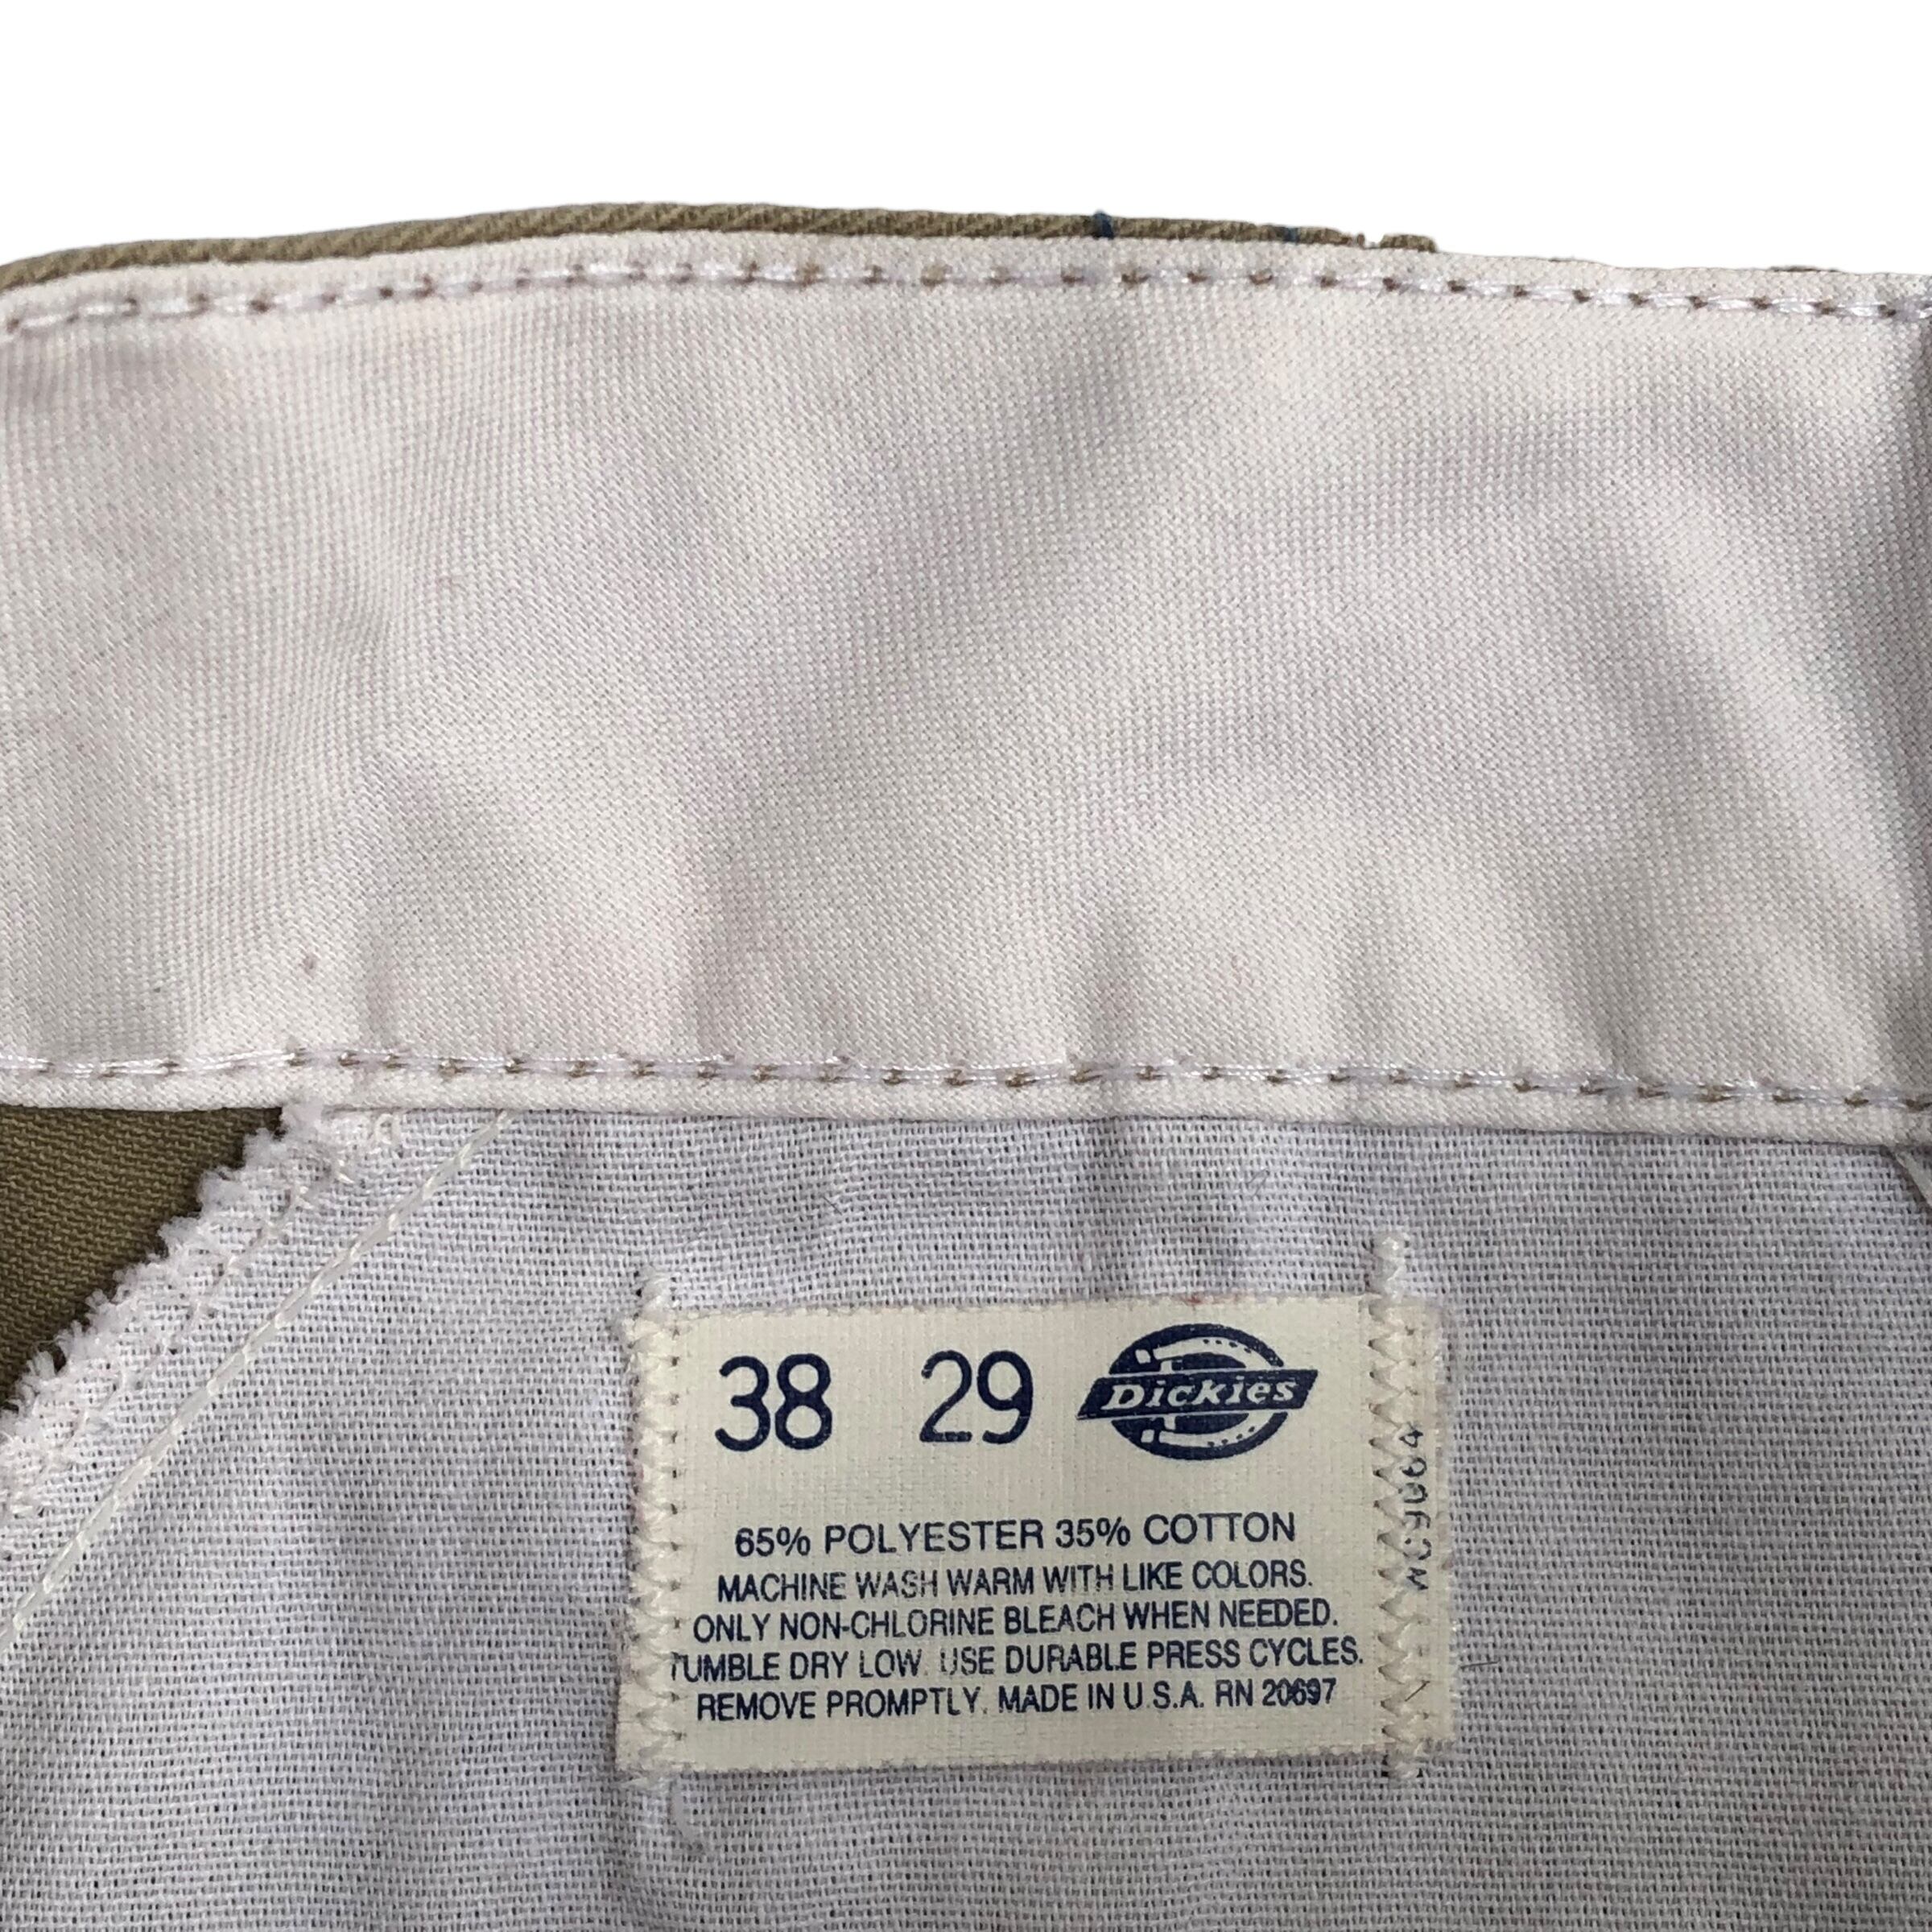 38 29 Dickies
65% POLYESTER 35% COTTON
MACHINE WASH WARM WITH LIKE COLORS.
ONLY NON-CHLORINE BLEACH WHEN NEEDED.
TUMBLE DRY LOW. USE DURABLE PRESS CYCLES.
REMOVE PROMPTLY. MADE IN U.S.A. RN 20697